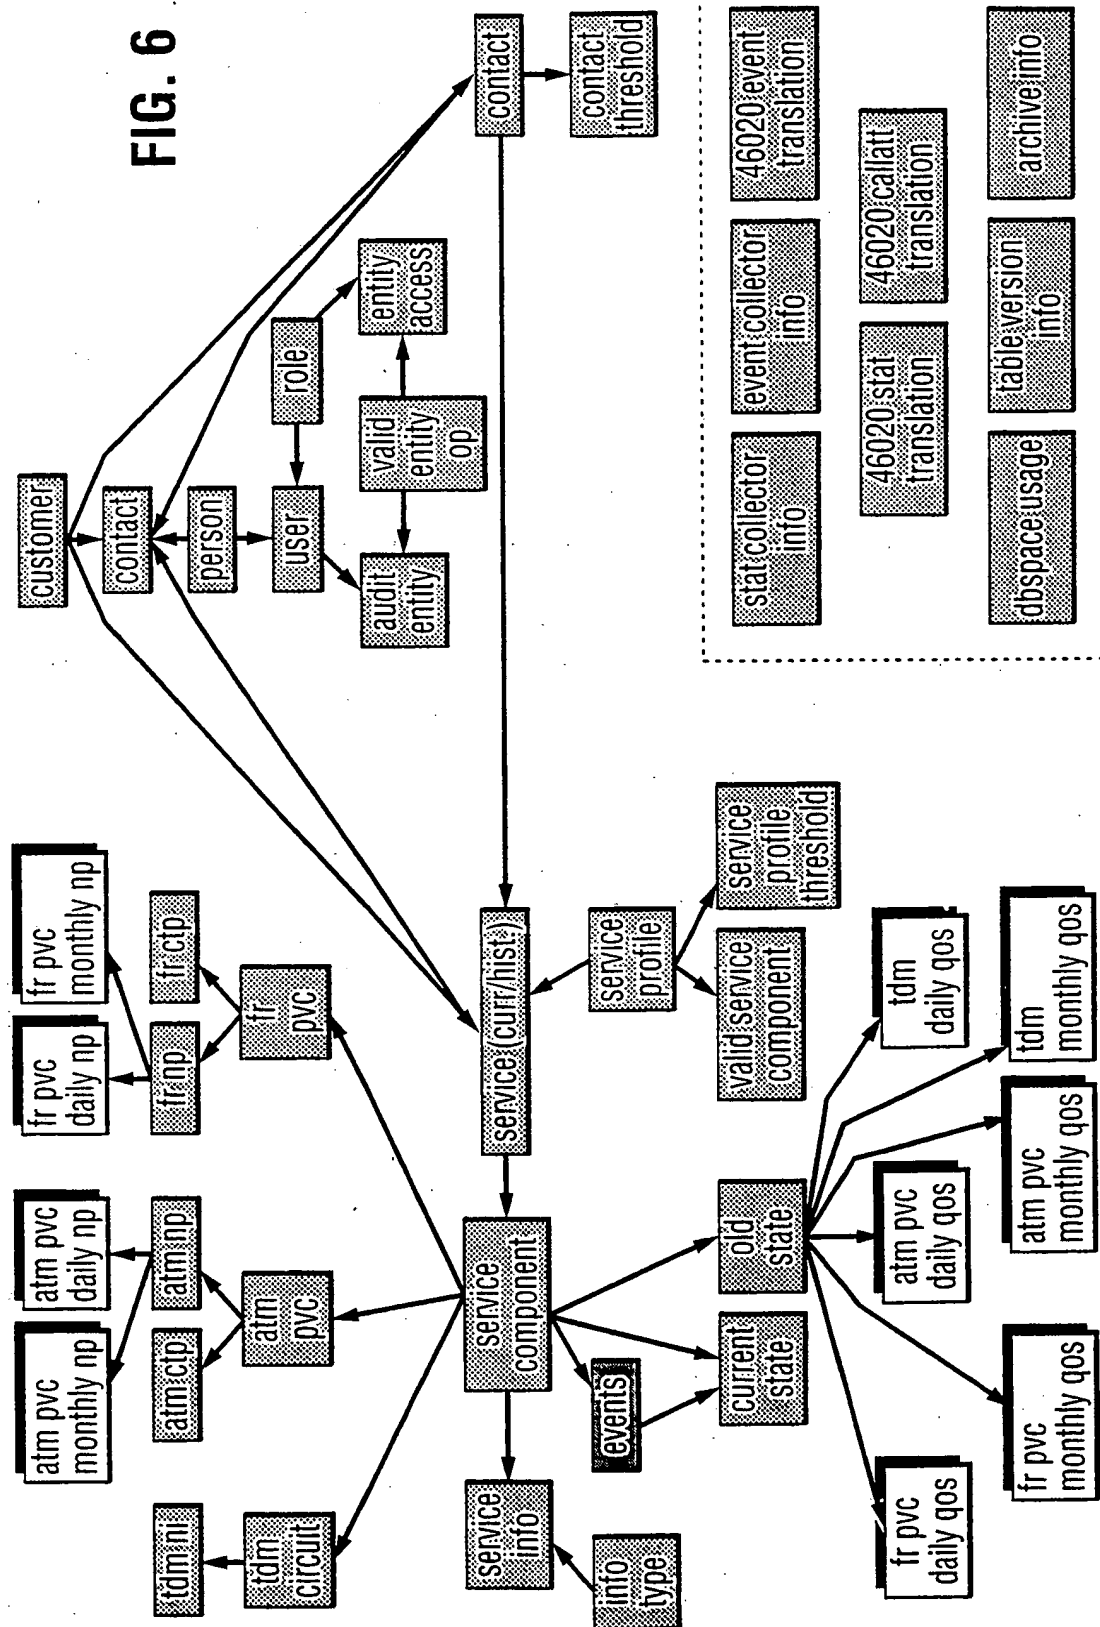 FIG. 6
tdm ni
tdm
circuit
atm pvc
monthly np
atm pvc
daily np
atm ctp
atm np
atm
pvc
fr pvc
daily np
fr pvc
monthly np
fr np
fr ctp
fr
pvc
customer
contact
person
user
role
audit
entity
valid
entity
op
entity
access
contact
contact
threshold
service
info
info
type
service
component
service (curr/hist.)
events
current
state
old
state
service
profile
valid service
component
service
profile
threshold
fr pvc
daily qos
fr pvc
monthly qos
atm pvc
daily qos
atm pvc
monthly qos
tdm
daily qos
tdm
monthly qos
stat collector
info
event collector
info
46020 event
translation
46020 stat
translation
46020 callatt
translation
dbspace usage
table version
info
archive info